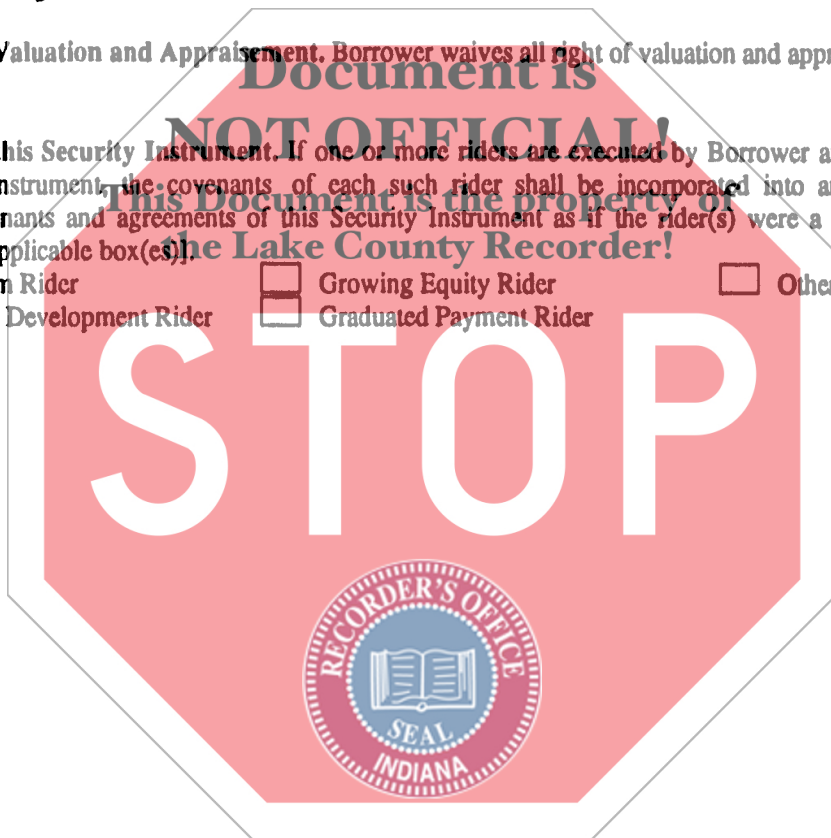 Valuation and Appraisement. Borrower waives all right of valuation and appr
Document is
NOT OFFICIAL!
his Security Instrument. If one or more riders are executed by Borrower a
nstrument, the covenants of each such rider shall be incorporated into a
This Document is the property of
nants and agreements of this Security Instrument as if the rider(s) were a
the Lake County Recorder!
pplicable box(es)].
Rider Growing Equity Rider Other
Development Rider Graduated Payment Rider
STOP
RECORDER'S OFFICE
SEAL
INDIANA